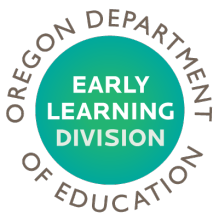 OREGON DEPARTMENT
EARLY
LEARNING
DIVISION
OF EDUCATION